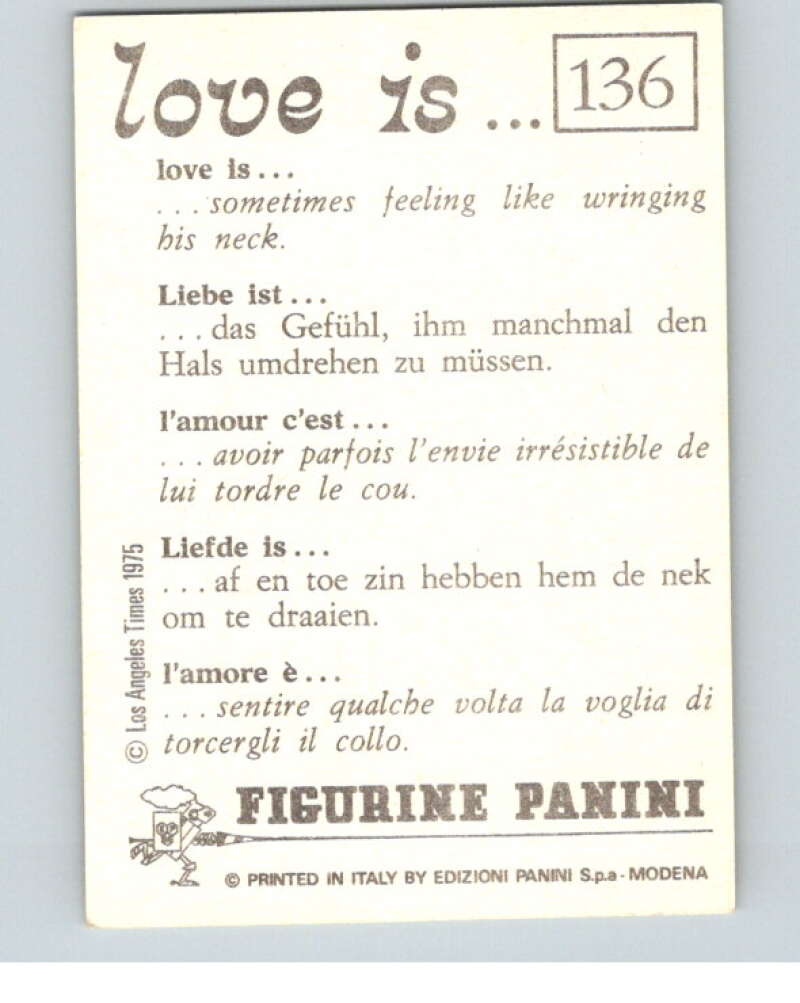 love is ... 136
love is...
...sometimes feeling like wringing
his neck.
Liebe ist...
...das Gefühl, ihm manchmal den
Hals umdrehen zu müssen.
l'amour c'est...
...avoir parfois l'envie irrésistible de
lui tordre le cou.
Liefde is...
...af en toe zin hebben hem de nek
om te draaien.
l'amore è...
...sentire qualche volta la voglia di
torcergli il collo.
© Los Angeles Times 1975
FIGURINE PANINI
© PRINTED IN ITALY BY EDIZIONI PANINI S.p.a - MODENA